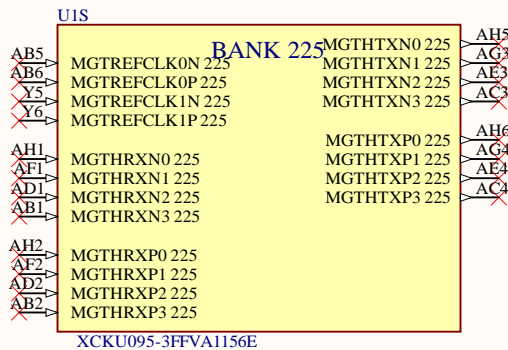 U1S
BANK 225
AB5 MGTREFCLK0N 225
AB6 MGTREFCLK0P 225
Y5 MGTREFCLK1N 225
Y6 MGTREFCLK1P 225
AH1 MGTHRXN0 225
AF1 MGTHRXN1 225
AD1 MGTHRXN2 225
AB1 MGTHRXN3 225
AH2 MGTHRXP0 225
AF2 MGTHRXP1 225
AD2 MGTHRXP2 225
AB2 MGTHRXP3 225
MGTHTXN0 225 AH5
MGTHTXN1 225 AG3
MGTHTXN2 225 AE3
MGTHTXN3 225 AC3
MGTHTXP0 225 AH6
MGTHTXP1 225 AG4
MGTHTXP2 225 AE4
MGTHTXP3 225 AC4
XCKU095-3FFVA1156E